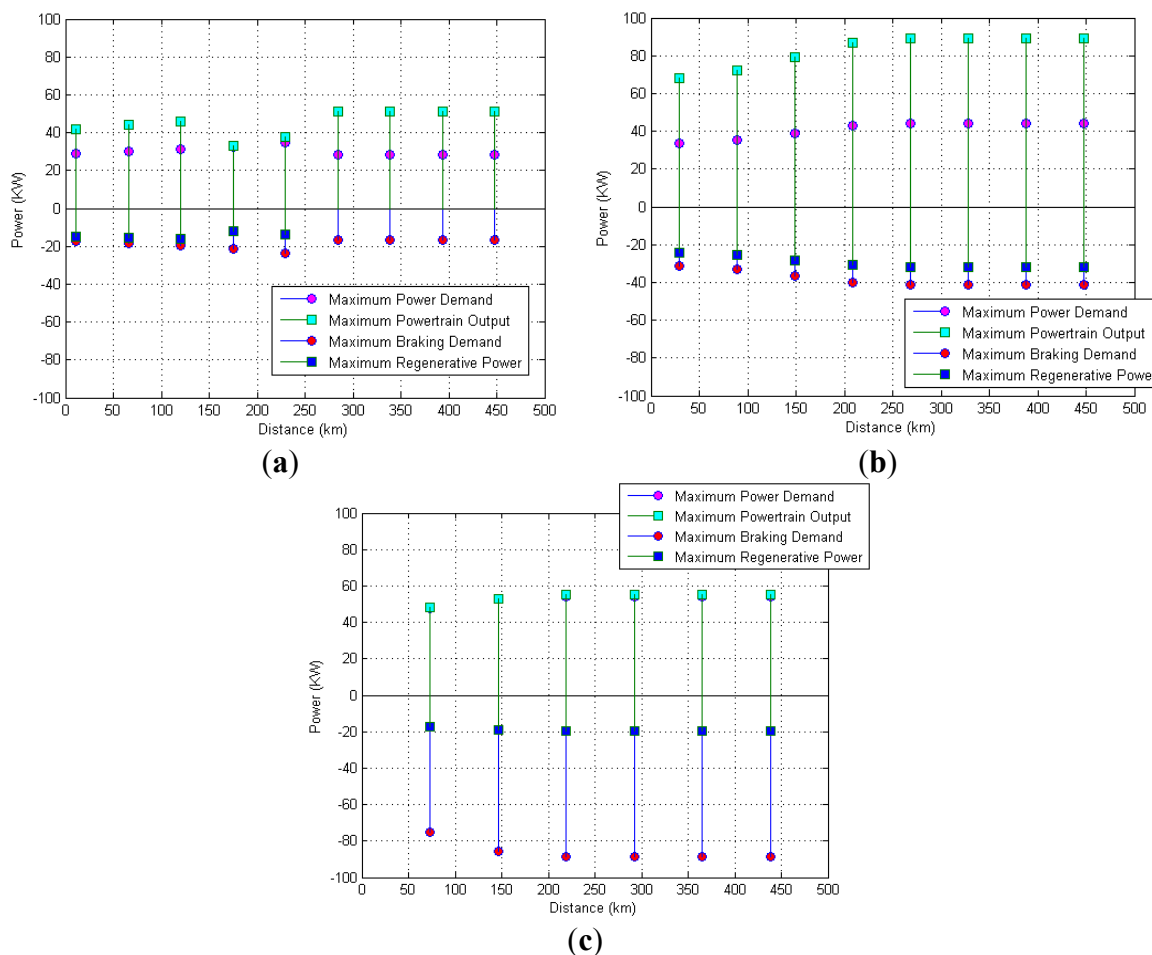 100
80
60
40
20
0
-20
-40
-60
-80
-100
Power (KW)
Maximum Power Demand
Maximum Powertrain Output
Maximum Braking Demand
Maximum Regenerative Power
0 50 100 150 200 250 300 350 400 450 500
Distance (km)
(a)
100
80
60
40
20
0
-20
-40
-60
-80
-100
Power (KW)
Maximum Power Demand
Maximum Powertrain Output
Maximum Braking Demand
Maximum Regenerative Power
0 50 100 150 200 250 300 350 400 450 500
Distance (km)
(b)
Maximum Power Demand
Maximum Powertrain Output
Maximum Braking Demand
Maximum Regenerative Power
100
80
60
40
20
0
-20
-40
-60
-80
-100
Power (KW)
0 50 100 150 200 250 300 350 400 450 500
Distance (km)
(c)